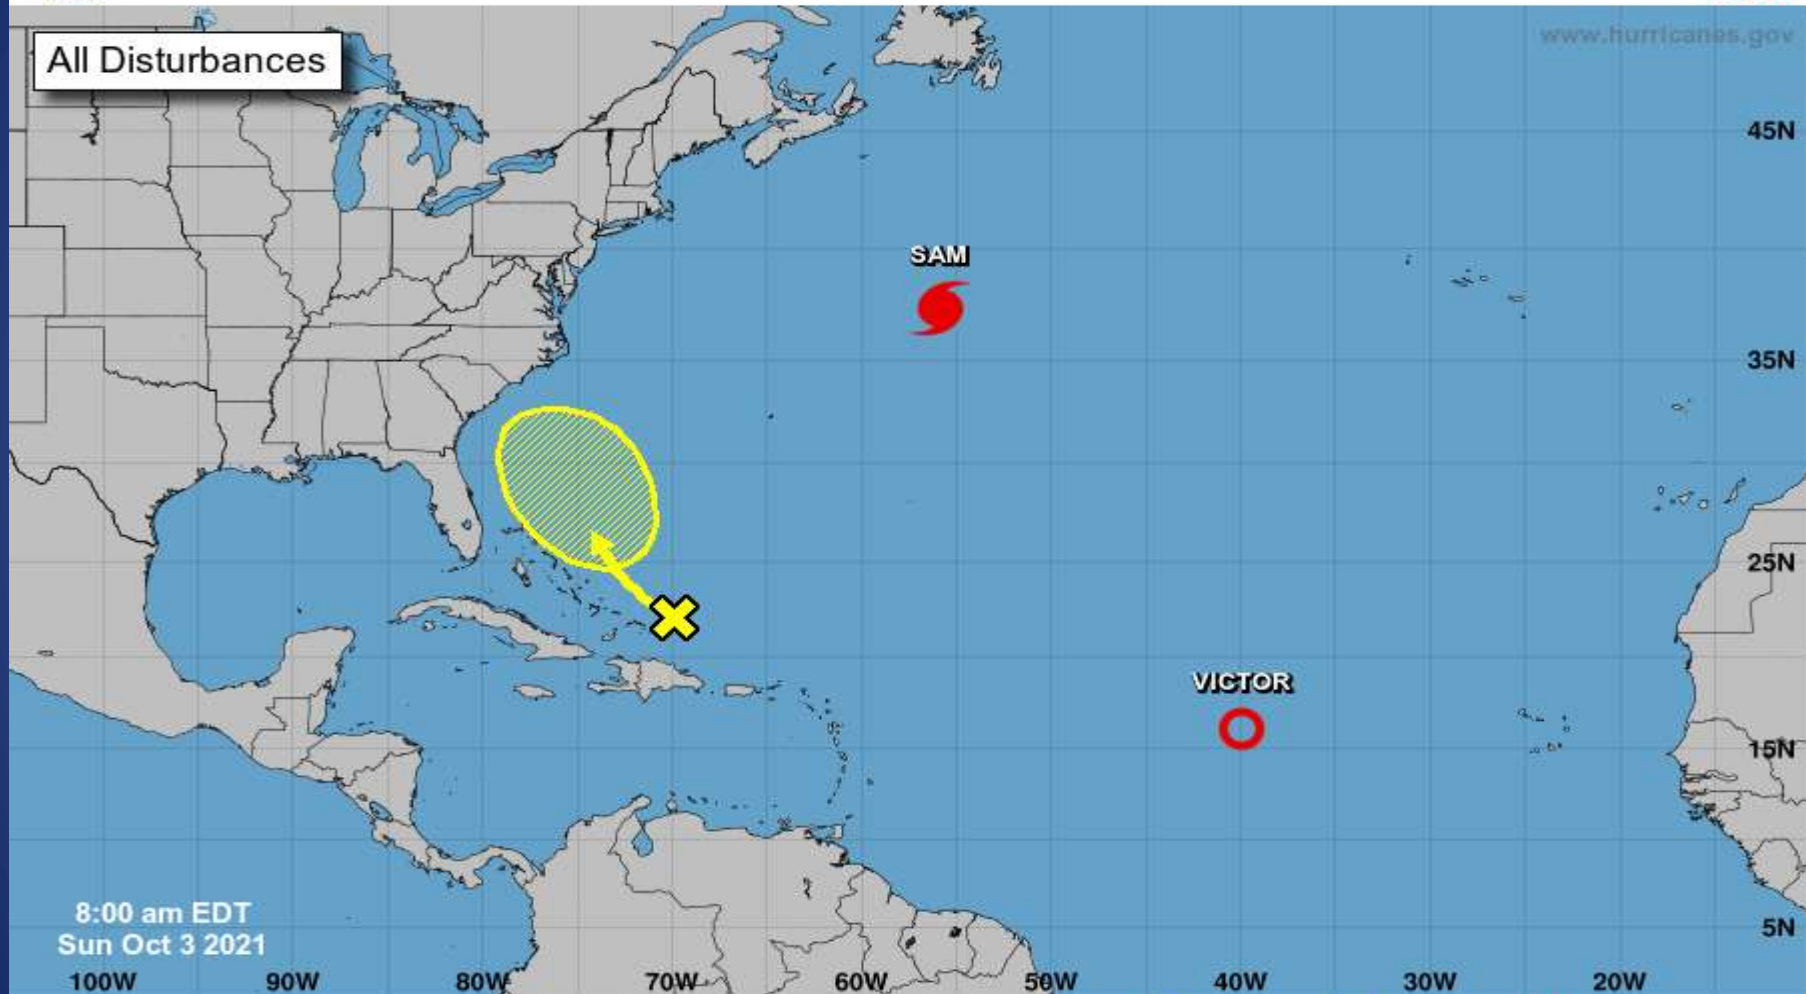 All Disturbances
www.hurricanes.gov
45N
SAM
35N
25N
VICTOR
15N
8:00 am EDT
Sun Oct 3 2021
5N
100W 90W 80W 70W 60W 50W 40W 30W 20W